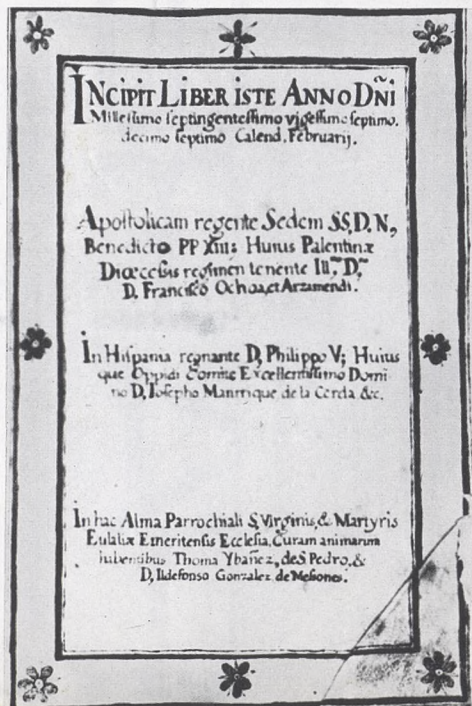 INCIPIT LIBER ISTE ANNO Dñi
Millessimo septingentessimo vigessimo septimo.
decimo septimo Calend. Februarij.
Apostolicam regente Sedem SS, D, N,
Benedicto PP XIII: Huius Palentinæ
Diœcesis regimen tenente Ill.mo D,no
D. Francisco Ochoa, et Arzamendi.
In Hispania regnante D, Philippo V; Huius
que Oppidi Comite Excellentissimo Domi
no D, Iosepho Manrrique de la Cerda &c.
In hac Alma Parrochiali S, Virginis, & Martyris
Eulaliæ Emeritensis Ecclesia, Curam animarum
habentibus Thoma Ybañez, de S. Pedro, &
D, Ildefonso Gonzalez de Mesiones.